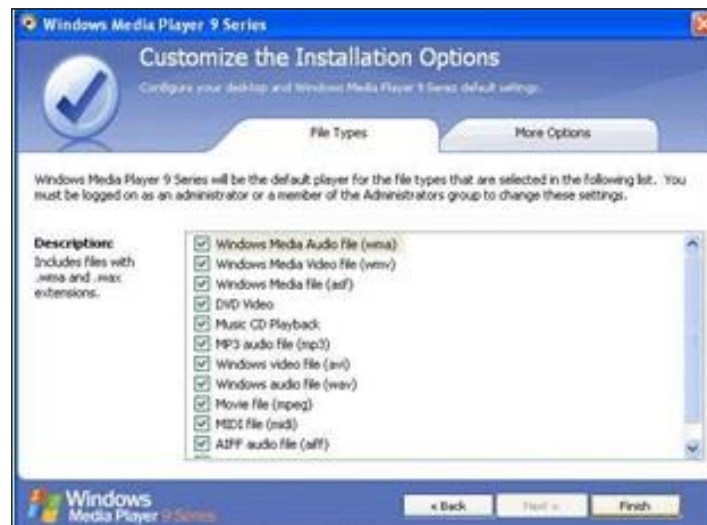 Windows Media Player 9 Series
Customize the Installation Options
Configure your desktop and Windows Media Player 9 Series default settings.
File Types
More Options
Windows Media Player 9 Series will be the default player for the file types that are selected in the following list. You
must be logged on as an administrator or a member of the Administrators group to change these settings.
Description:
Includes files with
.wma and .wax
extensions.
Windows Media Audio file (wma)
Windows Media Video file (wmv)
Windows Media file (asf)
DVD Video
Music CD Playback
MP3 audio file (mp3)
Windows video file (avi)
Windows audio file (wav)
Movie file (mpeg)
MIDI file (midi)
AIFF audio file (aiff)
Windows
Media Player 9 Series
< Back
Next >
Finish